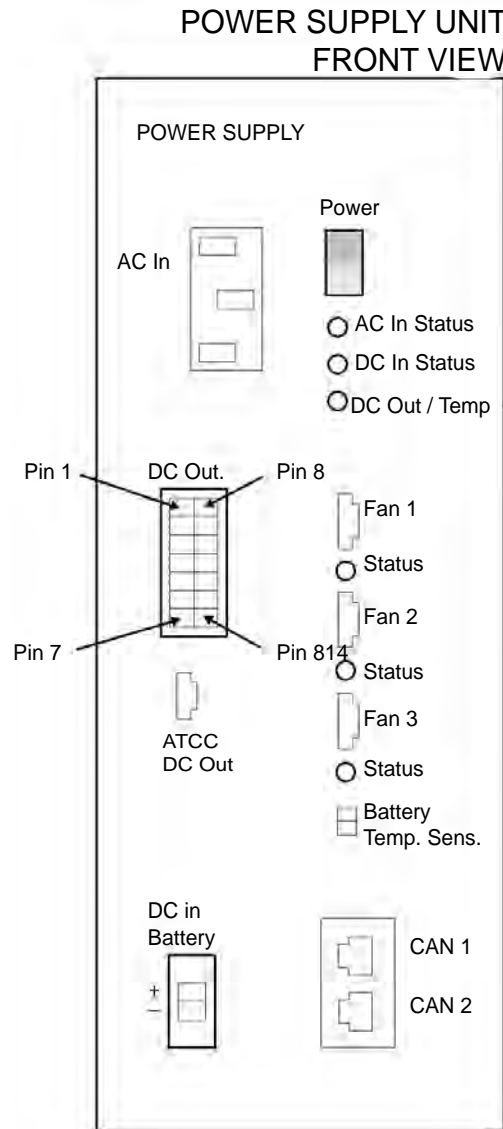 POWER SUPPLY UNIT
FRONT VIEW
POWER SUPPLY
Power
AC In
AC In Status
DC In Status
DC Out / Temp
Pin 1
DC Out.
Pin 8
Fan 1
Status
Fan 2
Pin 7
Pin 814
Status
Fan 3
ATCC
DC Out
Status
Battery
Temp. Sens.
DC in
Battery
+
–
CAN 1
CAN 2